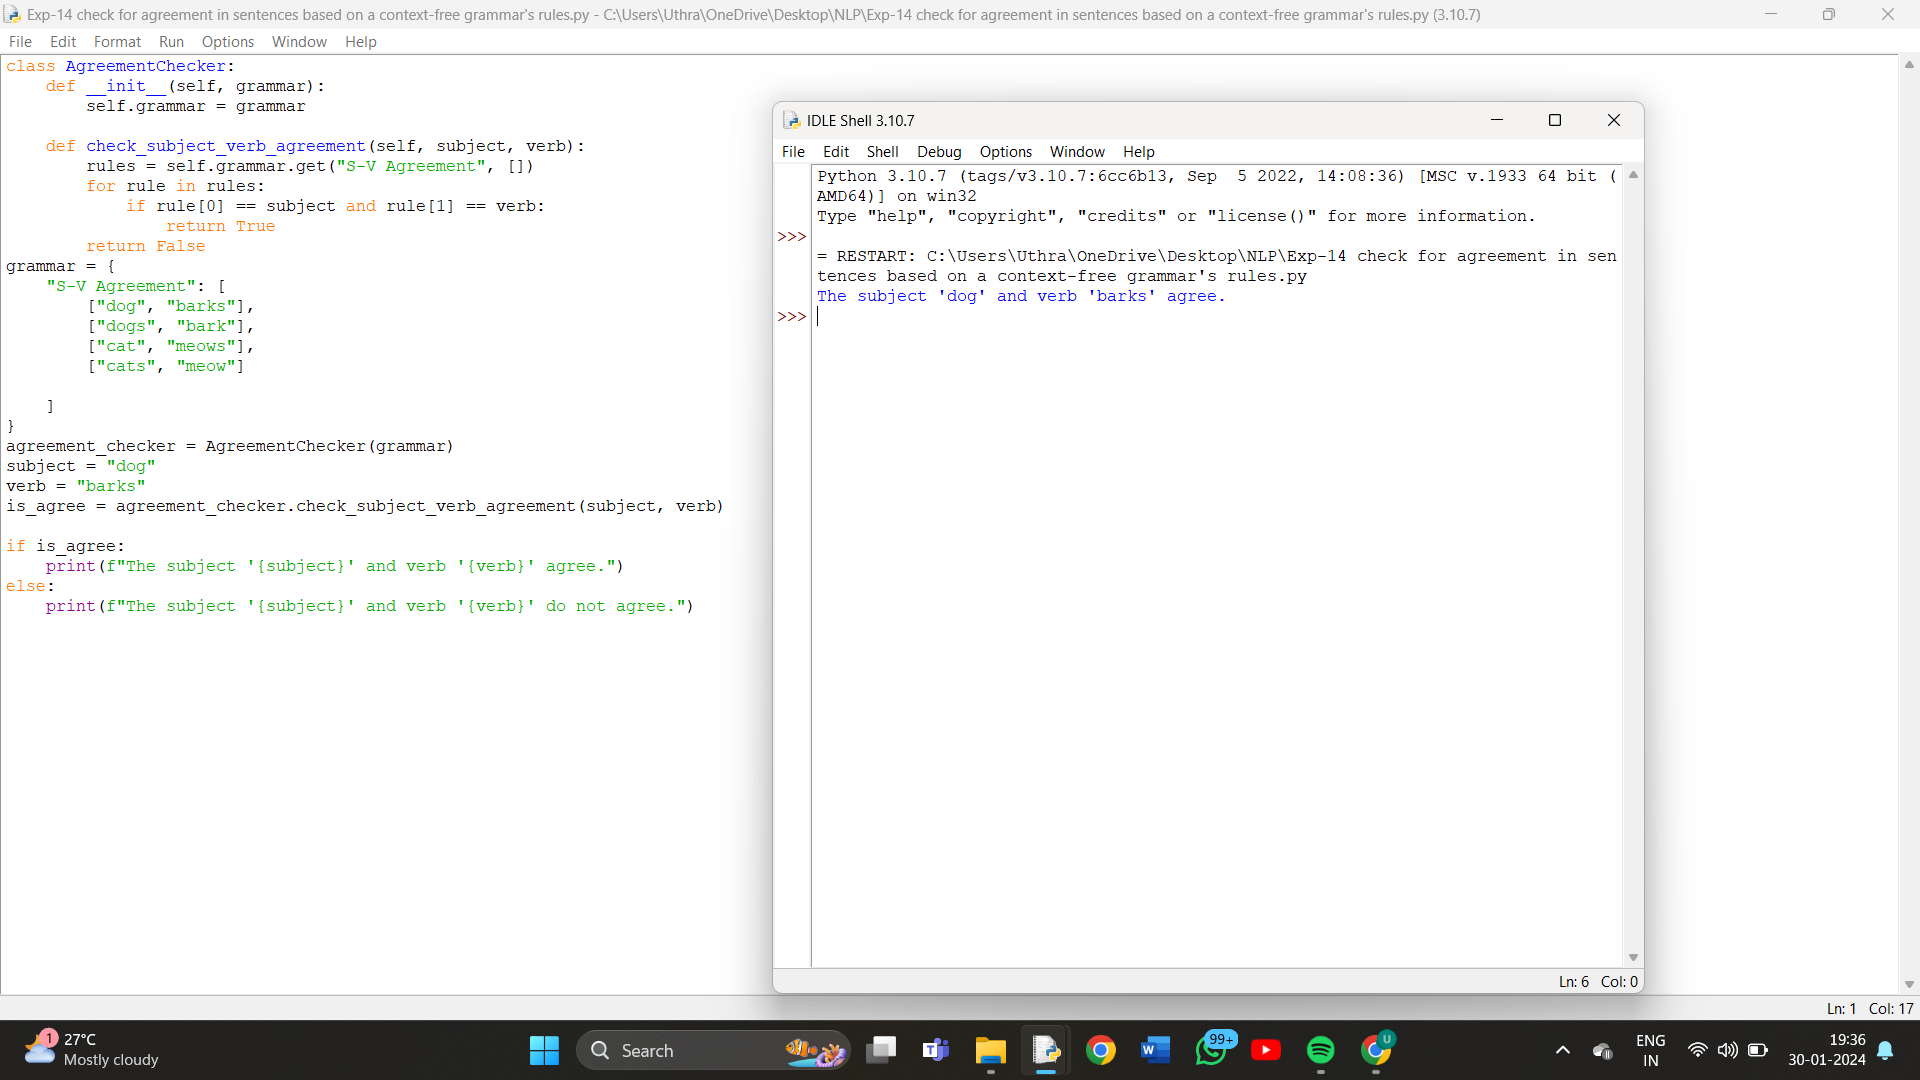 Exp-14 check for agreement in sentences based on a context-free grammar's rules.py - C:\Users\Uthra\OneDrive\Desktop\NLP\Exp-14 check for agreement in sentences based on a context-free grammar's rules.py (3.10.7)
File Edit Format Run Options Window Help
class AgreementChecker:
    def __init__(self, grammar):
        self.grammar = grammar

    def check_subject_verb_agreement(self, subject, verb):
        rules = self.grammar.get("S-V Agreement", [])
        for rule in rules:
            if rule[0] == subject and rule[1] == verb:
                return True
        return False
grammar = {
    "S-V Agreement": [
        ["dog", "barks"],
        ["dogs", "bark"],
        ["cat", "meows"],
        ["cats", "meow"]

    ]
}
agreement_checker = AgreementChecker(grammar)
subject = "dog"
verb = "barks"
is_agree = agreement_checker.check_subject_verb_agreement(subject, verb)

if is_agree:
    print(f"The subject '{subject}' and verb '{verb}' agree.")
else:
    print(f"The subject '{subject}' and verb '{verb}' do not agree.")
IDLE Shell 3.10.7
File Edit Shell Debug Options Window Help
Python 3.10.7 (tags/v3.10.7:6cc6b13, Sep  5 2022, 14:08:36) [MSC v.1933 64 bit (
AMD64)] on win32
Type "help", "copyright", "credits" or "license()" for more information.
>>>
= RESTART: C:\Users\Uthra\OneDrive\Desktop\NLP\Exp-14 check for agreement in sen
tences based on a context-free grammar's rules.py
The subject 'dog' and verb 'barks' agree.
>>>
Ln: 6 Col: 0
Ln: 1 Col: 17
1
27°C
Mostly cloudy
Search
99+
U
ENG
IN
19:36
30-01-2024